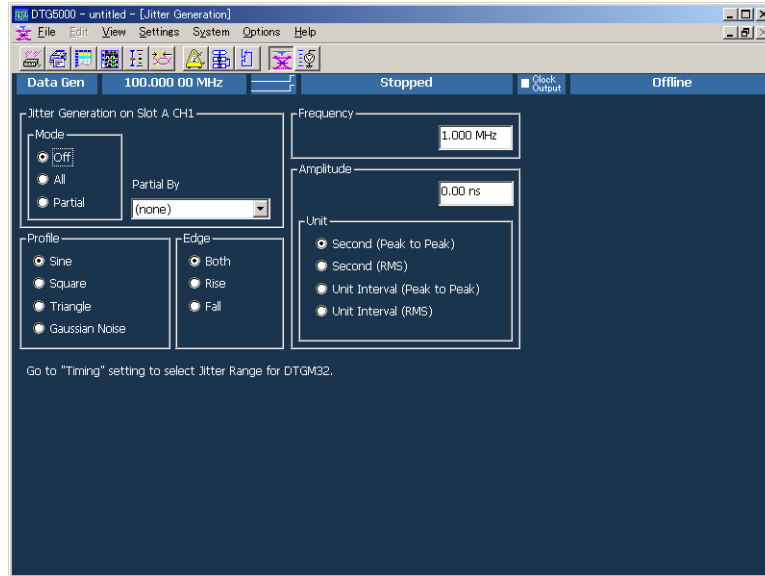 DTG5000 - untitled - [Jitter Generation]
File Edit View Settings System Options Help
Data Gen 100.000 00 MHz Stopped Clock Output Offline
Jitter Generation on Slot A CH1
Mode
Off
All
Partial
Partial By
(none)
Frequency
1.000 MHz
Amplitude
0.00 ns
Unit
Second (Peak to Peak)
Second (RMS)
Unit Interval (Peak to Peak)
Unit Interval (RMS)
Profile
Sine
Square
Triangle
Gaussian Noise
Edge
Both
Rise
Fall
Go to "Timing" setting to select Jitter Range for DTGM32.